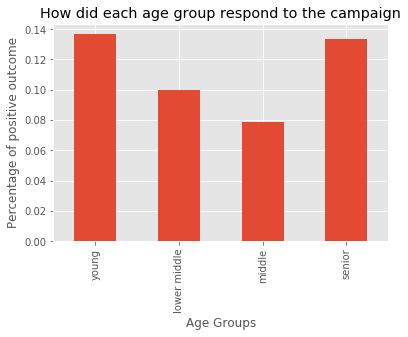 How did each age group respond to the campaign
Percentage of positive outcome
0.14
0.12
0.10
0.08
0.06
0.04
0.02
0.00
young
lower middle
middle
senior
Age Groups